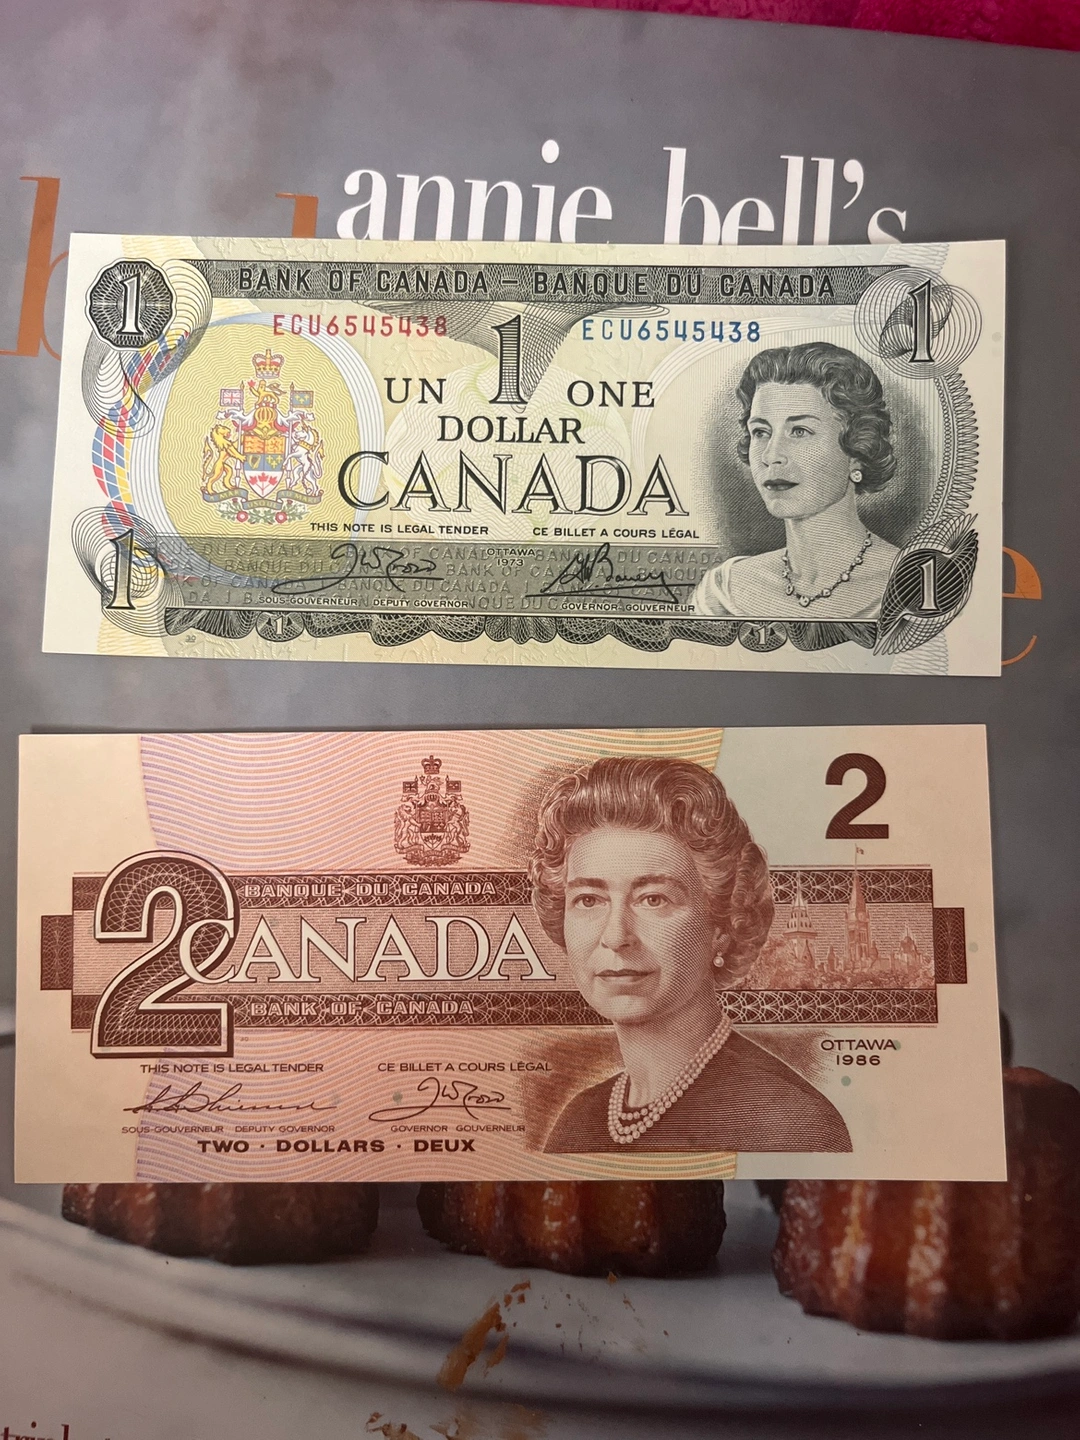 annie bell's
BANK OF CANADA – BANQUE DU CANADA
1
1
ECU6545438
1
ECU6545438
UN ONE
DOLLAR
CANADA
THIS NOTE IS LEGAL TENDER
CE BILLET A COURS LÉGAL
OTTAWA
1973
SOUS-GOUVERNEUR DEPUTY GOVERNOR
GOVERNOR-GOUVERNEUR
1
1
1
1
2
BANQUE DU CANADA
2
CANADA
BANK OF CANADA
OTTAWA
1986
THIS NOTE IS LEGAL TENDER
CE BILLET A COURS LÉGAL
SOUS-GOUVERNEUR DEPUTY GOVERNOR
GOVERNOR GOUVERNEUR
TWO · DOLLARS · DEUX